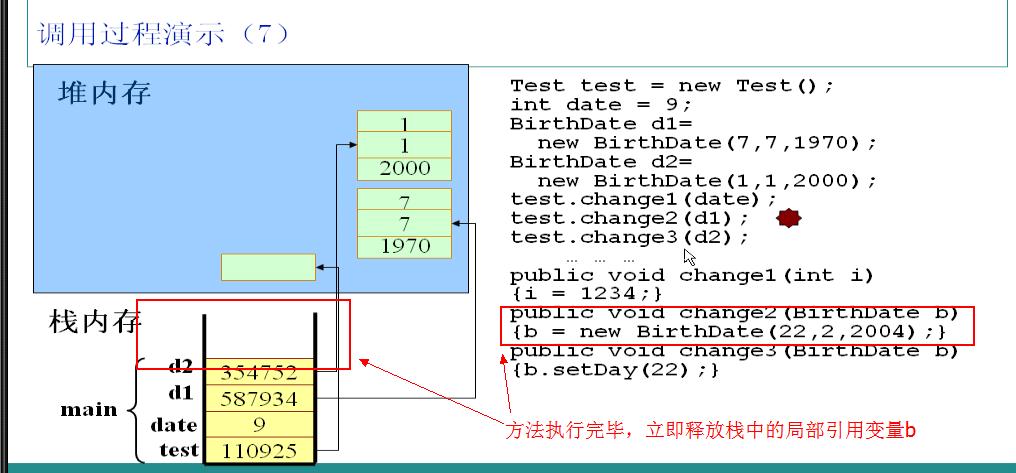 调用过程演示（7）
堆内存
1
1
2000
7
7
1970
栈内存
main
d2 354752
d1 587934
date 9
test 110925
Test test = new Test();
int date = 9;
BirthDate d1=
new BirthDate(7,7,1970);
BirthDate d2=
new BirthDate(1,1,2000);
test.change1(date);
test.change2(d1);
test.change3(d2);
… … …
public void change1(int i)
{i = 1234;}
public void change2(BirthDate b)
{b = new BirthDate(22,2,2004);}
public void change3(BirthDate b)
{b.setDay(22);}
方法执行完毕，立即释放栈中的局部引用变量b